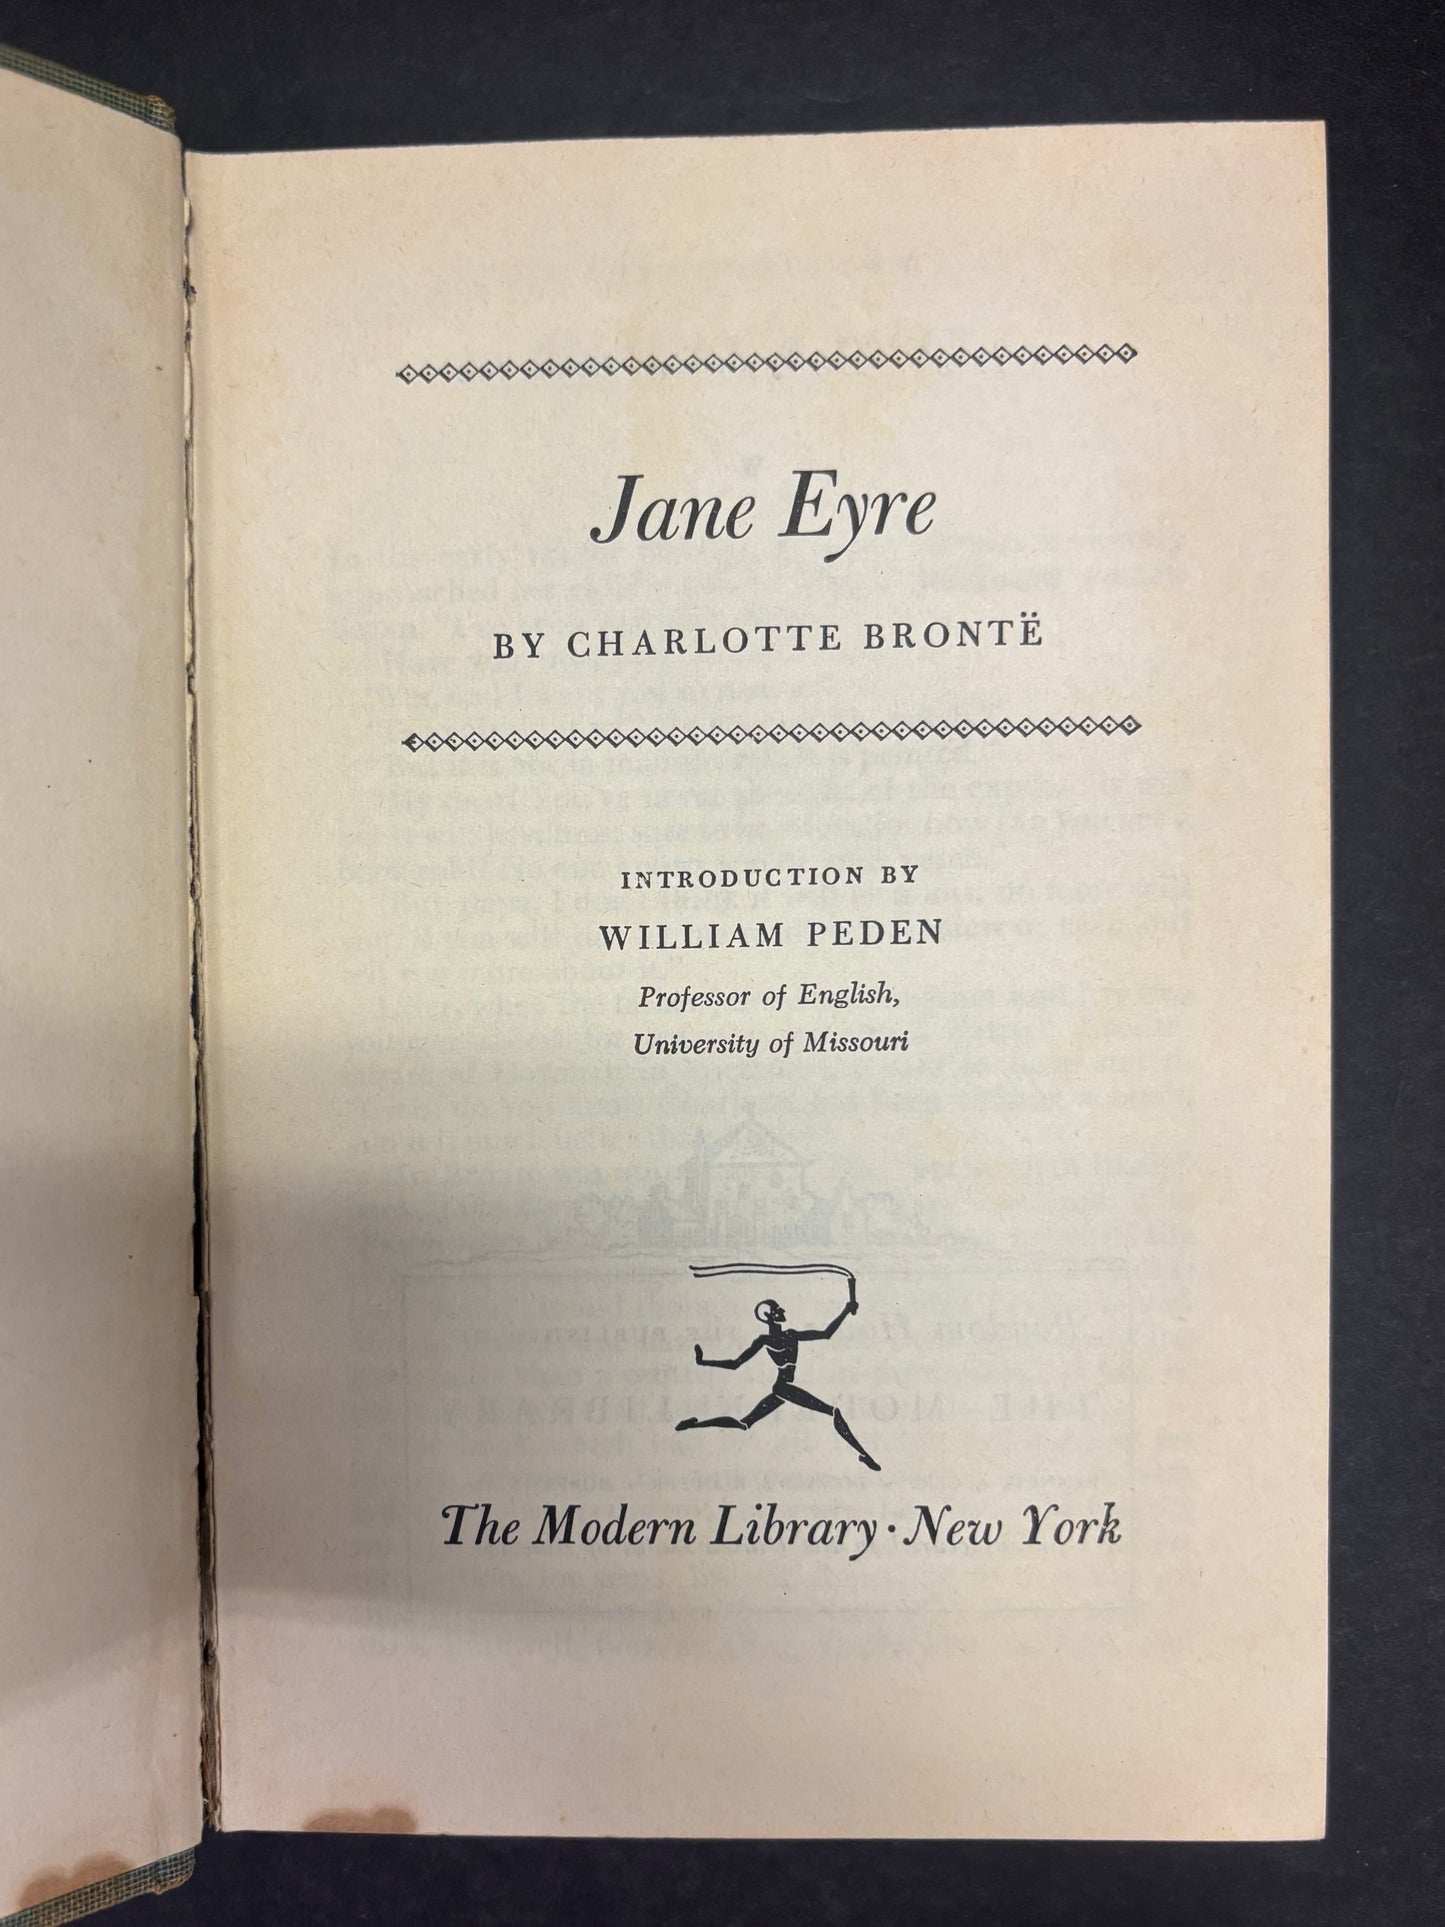 Jane Eyre
BY CHARLOTTE BRONTË
INTRODUCTION BY
WILLIAM PEDEN
Professor of English,
University of Missouri
The Modern Library · New York